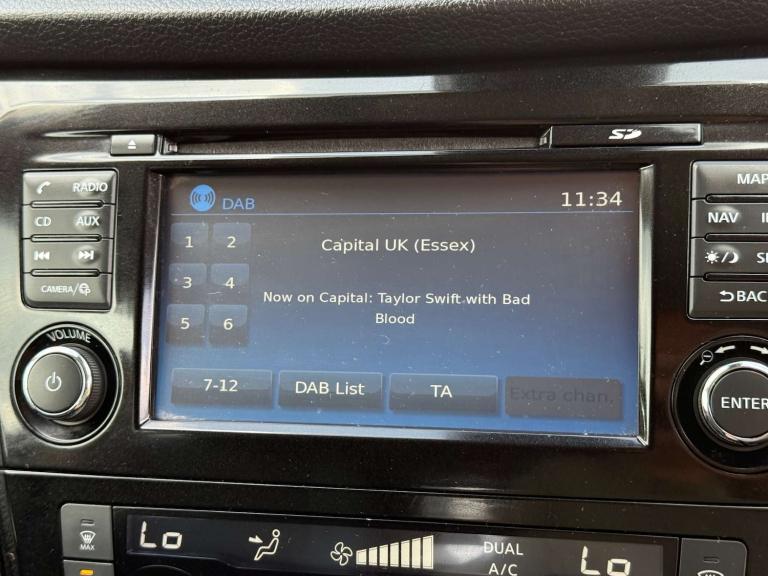 SD
RADIO
CD AUX
CAMERA/
VOLUME
DAB
11:34
1 2
3 4
5 6
Capital UK (Essex)
Now on Capital: Taylor Swift with Bad
Blood
7-12
DAB List
TA
Extra chan.
MAP
NAV
BAC
ENTER
MAX
Lo
DUAL
A/C
Lo